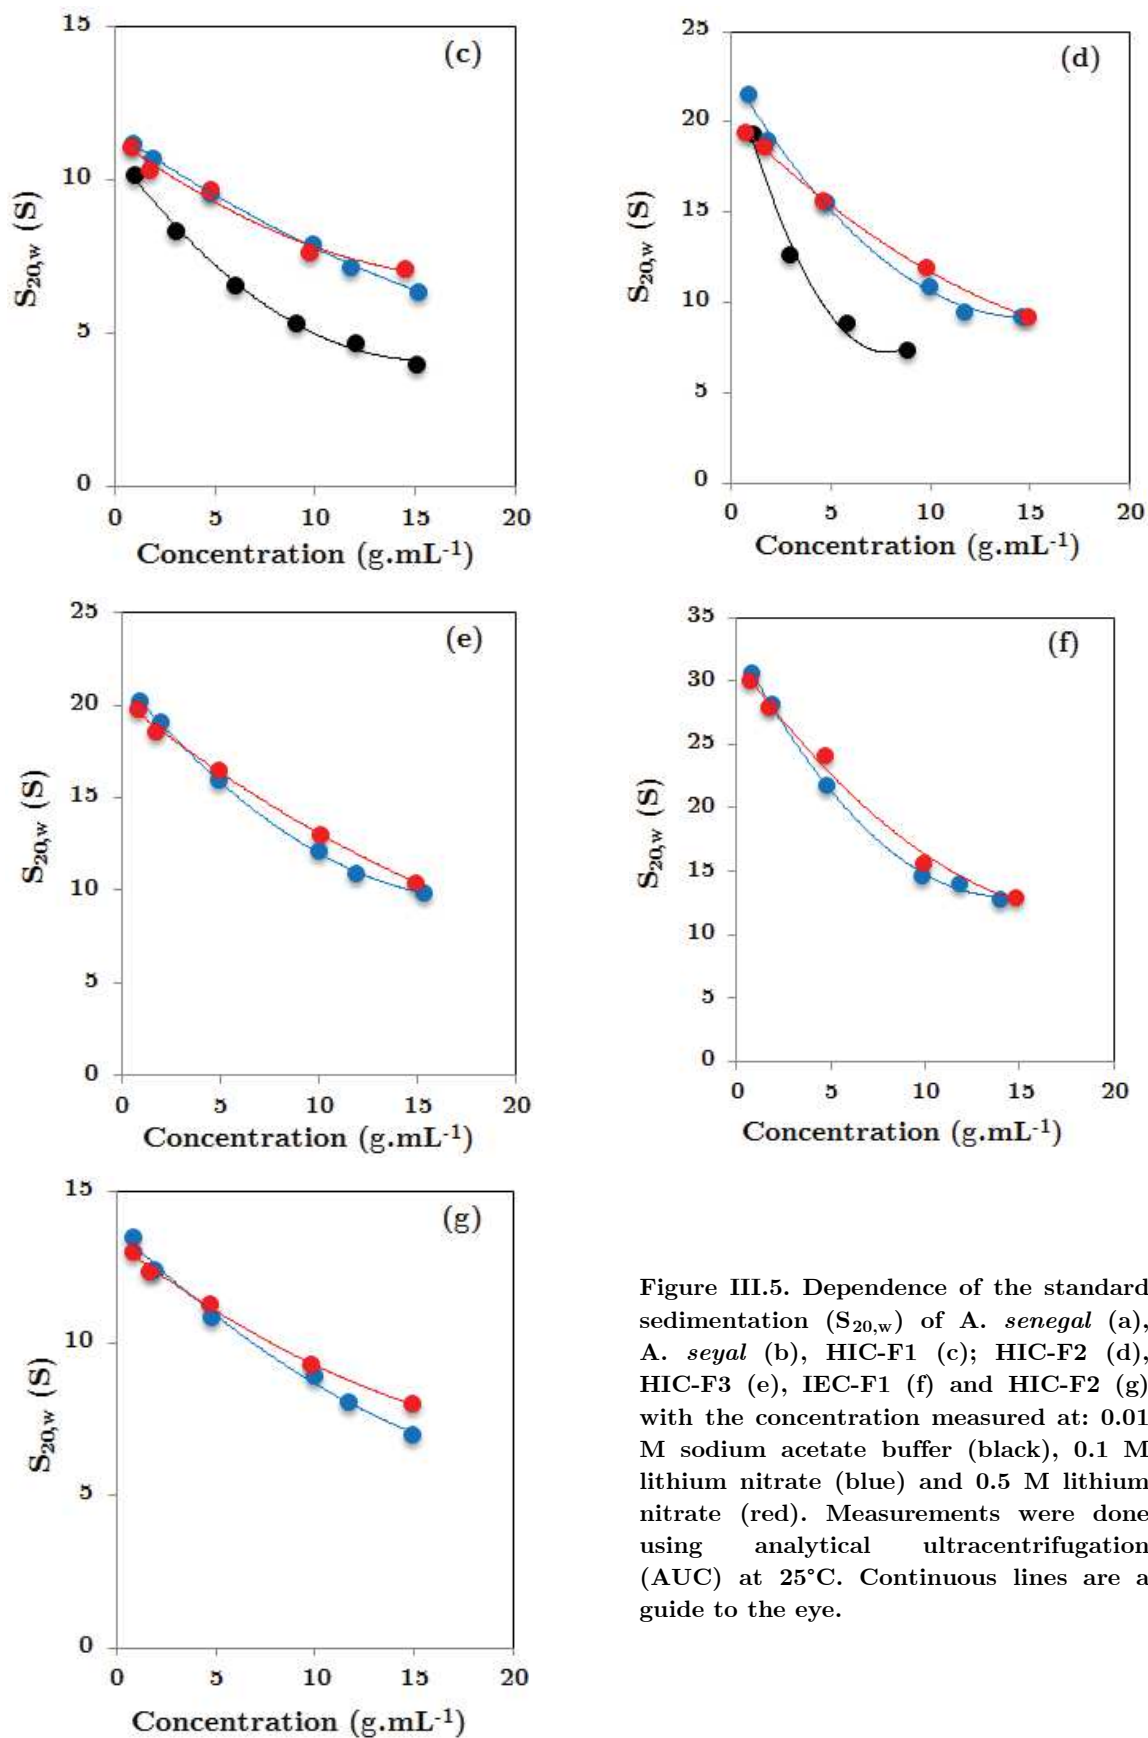 15
(c)
10
S20,w (S)
5
0
0 5 10 15 20
Concentration (g.mL-1)
25
(d)
20
15
S20,w (S)
10
5
0
0 5 10 15 20
Concentration (g.mL-1)
25
(e)
20
15
S20,w (S)
10
5
0
0 5 10 15 20
Concentration (g.mL-1)
35
(f)
30
25
20
S20,w (S)
15
10
5
0
0 5 10 15 20
Concentration (g.mL-1)
15
(g)
10
S20,w (S)
5
0
0 5 10 15 20
Concentration (g.mL-1)
Figure III.5. Dependence of the standard
sedimentation (S20,w) of A. senegal (a),
A. seyal (b), HIC-F1 (c); HIC-F2 (d),
HIC-F3 (e), IEC-F1 (f) and HIC-F2 (g)
with the concentration measured at: 0.01
M sodium acetate buffer (black), 0.1 M
lithium nitrate (blue) and 0.5 M lithium
nitrate (red). Measurements were done
using analytical ultracentrifugation
(AUC) at 25°C. Continuous lines are a
guide to the eye.